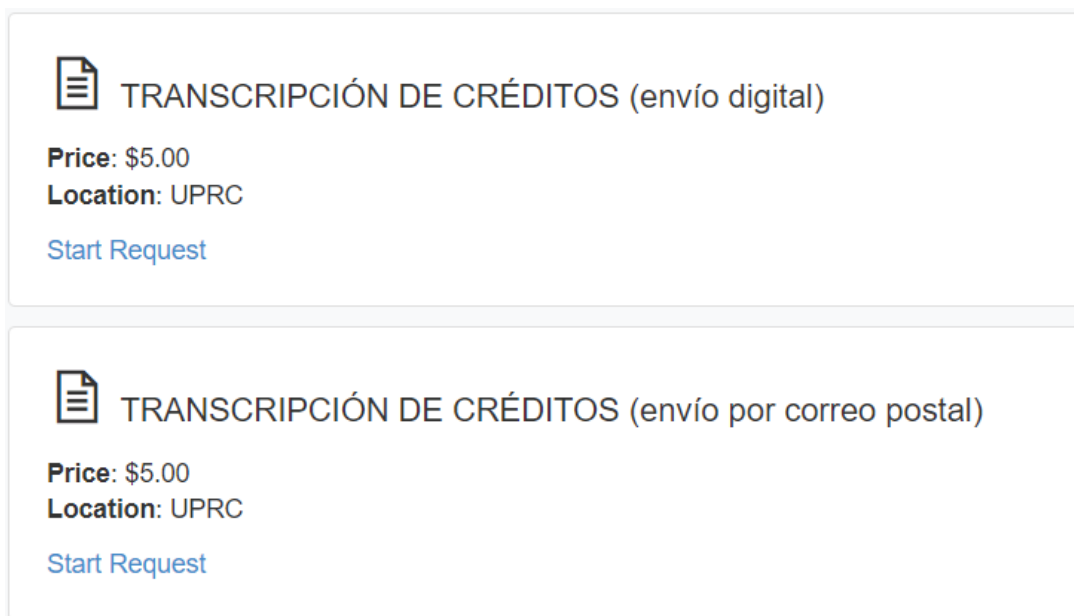 TRANSCRIPCIÓN DE CRÉDITOS (envío digital)
Price: $5.00
Location: UPRC
Start Request
TRANSCRIPCIÓN DE CRÉDITOS (envío por correo postal)
Price: $5.00
Location: UPRC
Start Request